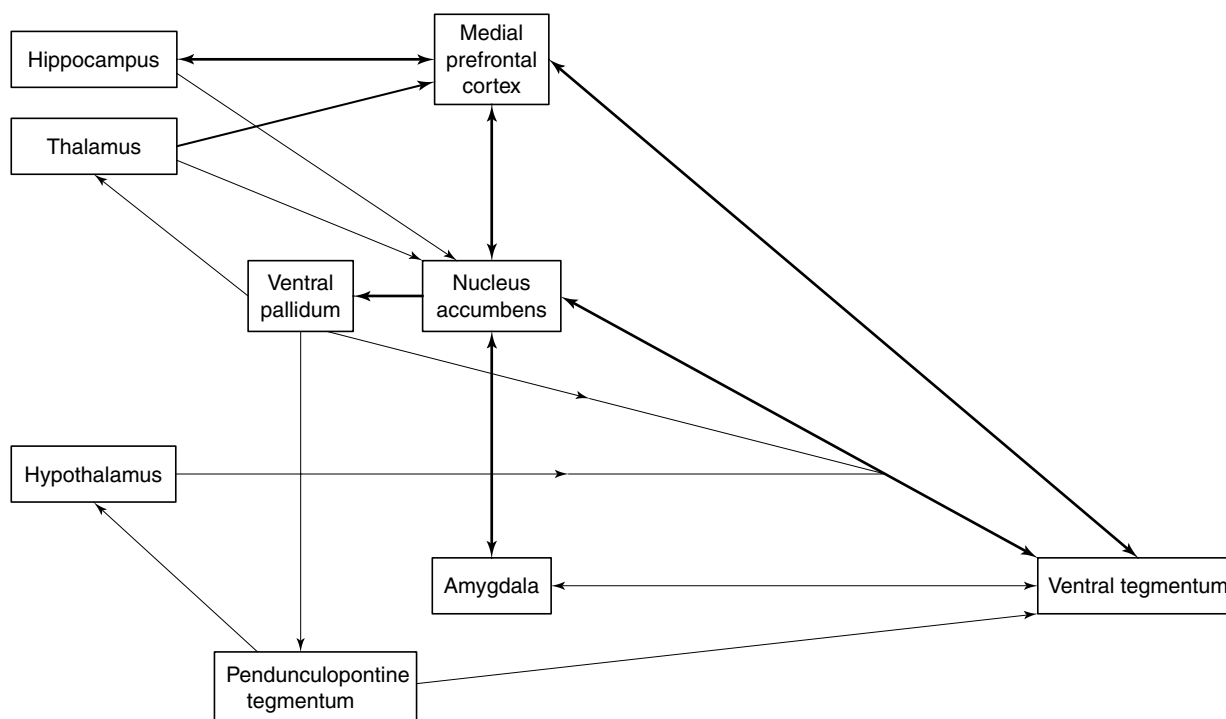 Hippocampus
Medial
prefrontal
cortex
Thalamus
Ventral
pallidum
Nucleus
accumbens
Hypothalamus
Amygdala
Ventral tegmentum
Pendunculopontine
tegmentum